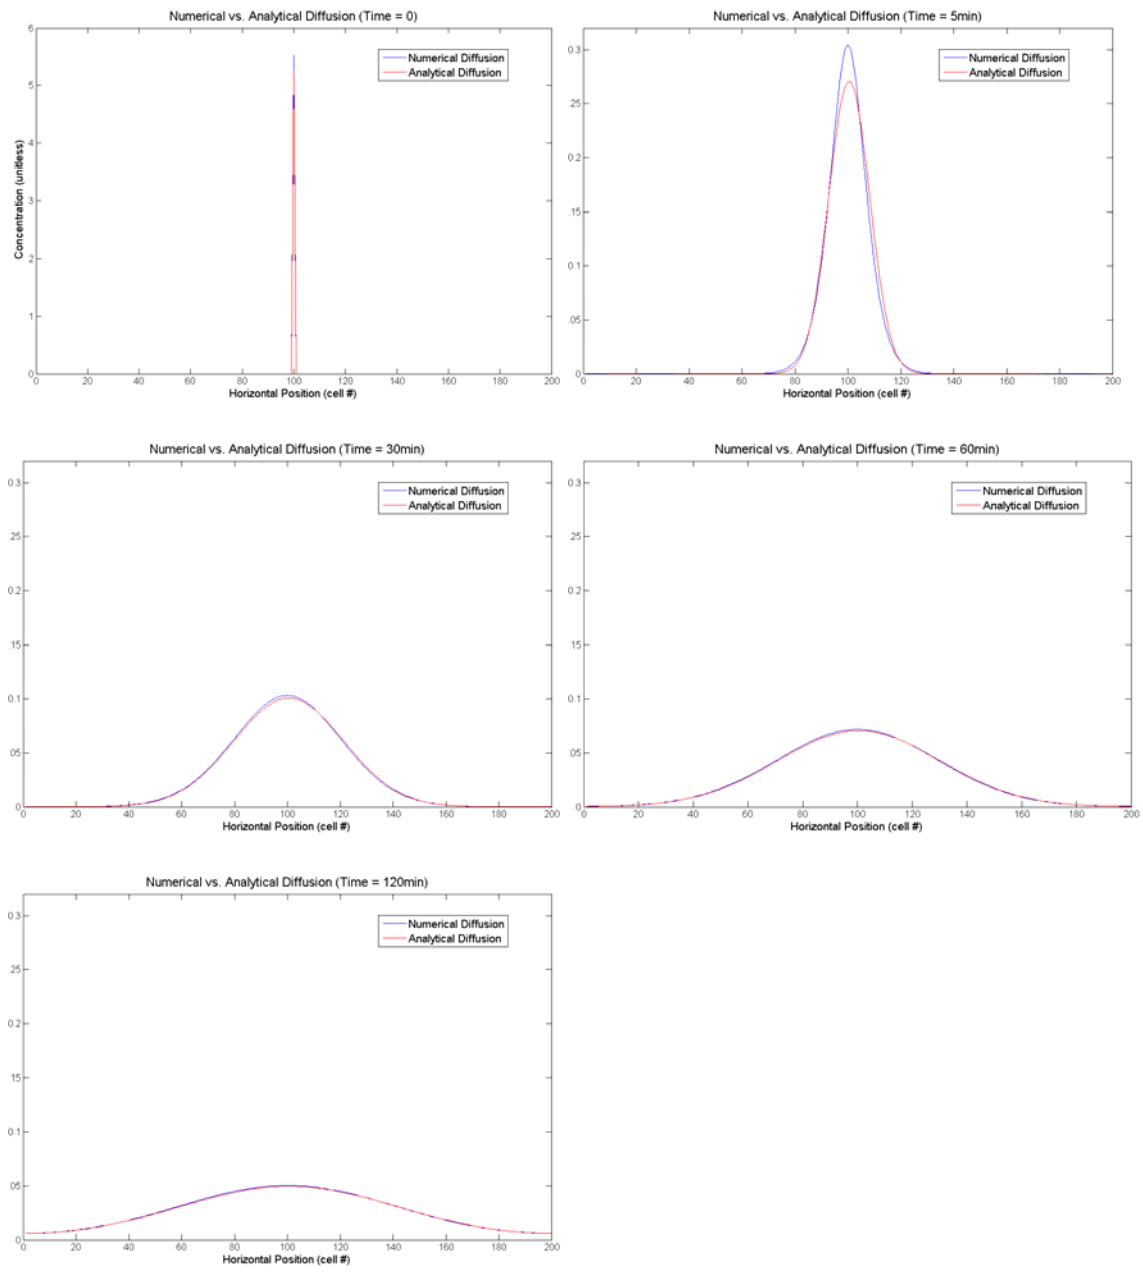 Numerical vs. Analytical Diffusion (Time = 0)
6
5
4
3
2
1
0
Concentration (unitless)
Numerical Diffusion
Analytical Diffusion
0 20 40 60 80 100 120 140 160 180 200
Horizontal Position (cell #)
Numerical vs. Analytical Diffusion (Time = 5min)
0.3
.25
0.2
.15
0.1
.05
0
Numerical Diffusion
Analytical Diffusion
0 20 40 60 80 100 120 140 160 180 200
Horizontal Position (cell #)
Numerical vs. Analytical Diffusion (Time = 30min)
0.3
.25
0.2
.15
0.1
.05
0
Numerical Diffusion
Analytical Diffusion
0 20 40 60 80 100 120 140 160 180 200
Horizontal Position (cell #)
Numerical vs. Analytical Diffusion (Time = 60min)
0.3
.25
0.2
.15
0.1
.05
0
Numerical Diffusion
Analytical Diffusion
0 20 40 60 80 100 120 140 160 180 200
Horizontal Position (cell #)
Numerical vs. Analytical Diffusion (Time = 120min)
0.3
.25
0.2
.15
0.1
.05
0
Numerical Diffusion
Analytical Diffusion
0 20 40 60 80 100 120 140 160 180 200
Horizontal Position (cell #)